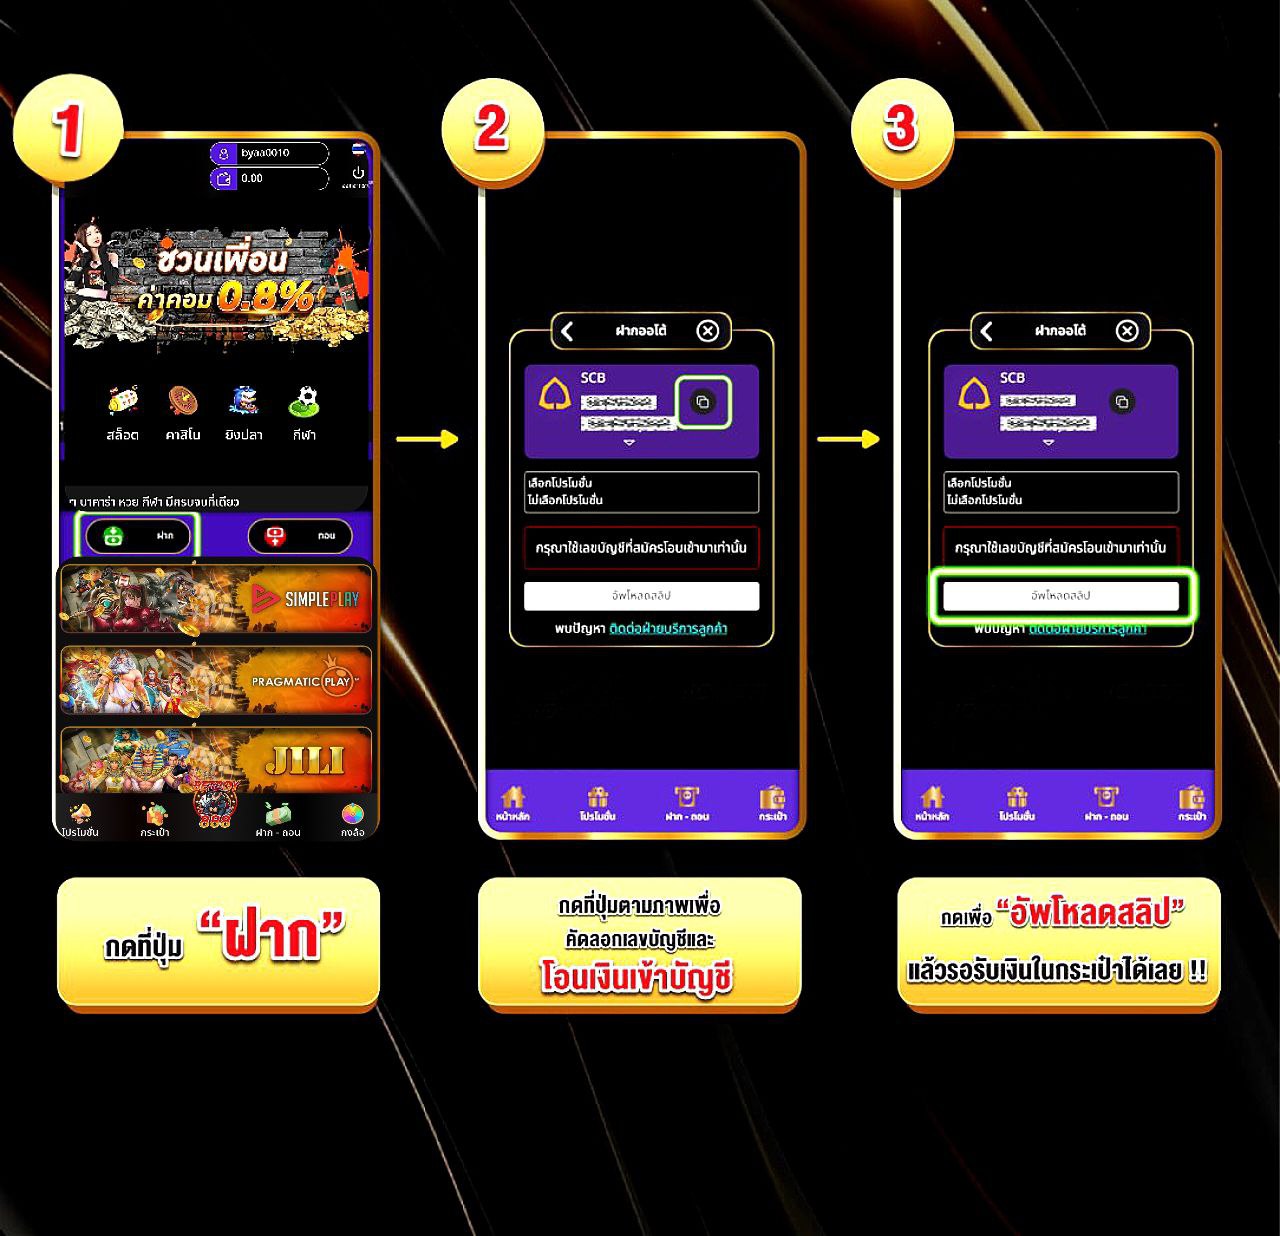 1
byaa0010
0.00
ชวนเพื่อน
ค่าคอม 0.8%
สล็อต
คาสิโน
ยิงปลา
กีฬา
ๆ บาคาร่า หวย กีฬา มีครบจบที่เดียว
ฝาก
ถอน
SIMPLEPLAY
PRAGMATIC PLAY™
JILI
โปรโมชั่น
กระเป๋า
888
ฝาก - ถอน
กงล้อ
กดที่ปุ่ม “ฝาก”
2
ฝากออโต้
SCB
เลือกโปรโมชั่น
ไม่เลือกโปรโมชั่น
กรุณาใช้เลขบัญชีที่สมัครโอนเข้ามาเท่านั้น
อัพโหลดสลิป
พบปัญหา ติดต่อฝ่ายบริการลูกค้า
หน้าหลัก
โปรโมชั่น
ฝาก - ถอน
กระเป๋า
กดที่ปุ่มตามภาพเพื่อ
คัดลอกเลขบัญชีและ
โอนเงินเข้าบัญชี
3
ฝากออโต้
SCB
เลือกโปรโมชั่น
ไม่เลือกโปรโมชั่น
กรุณาใช้เลขบัญชีที่สมัครโอนเข้ามาเท่านั้น
อัพโหลดสลิป
พบปัญหา ติดต่อฝ่ายบริการลูกค้า
หน้าหลัก
โปรโมชั่น
ฝาก - ถอน
กระเป๋า
กดเพื่อ “อัพโหลดสลิป”
แล้วรอรับเงินในกระเป๋าได้เลย !!